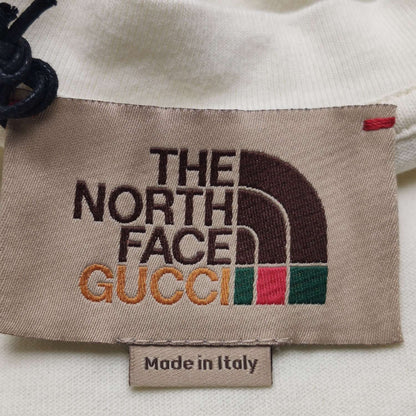 THE
NORTH
FACE
GUCCI
Made in Italy